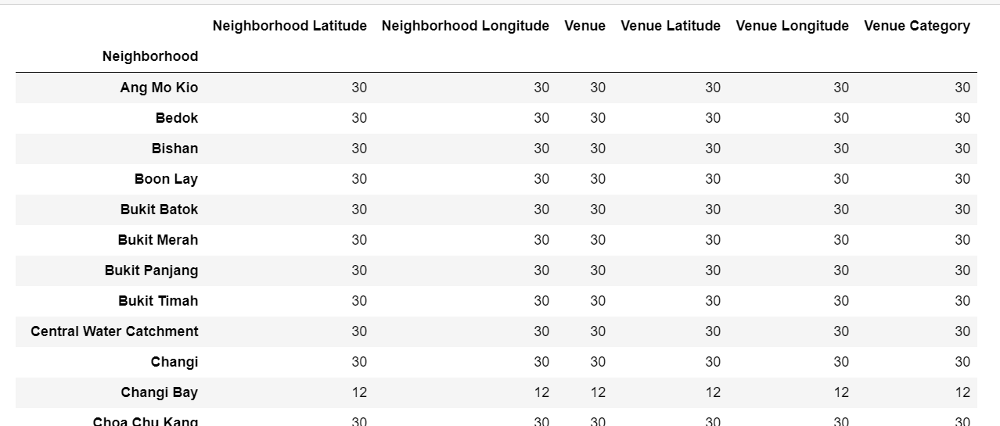 Neighborhood Latitude Neighborhood Longitude Venue Venue Latitude Venue Longitude Venue Category
Neighborhood
Ang Mo Kio 30 30 30 30 30 30
Bedok 30 30 30 30 30 30
Bishan 30 30 30 30 30 30
Boon Lay 30 30 30 30 30 30
Bukit Batok 30 30 30 30 30 30
Bukit Merah 30 30 30 30 30 30
Bukit Panjang 30 30 30 30 30 30
Bukit Timah 30 30 30 30 30 30
Central Water Catchment 30 30 30 30 30 30
Changi 30 30 30 30 30 30
Changi Bay 12 12 12 12 12 12
Choa Chu Kang 30 30 30 30 30 30